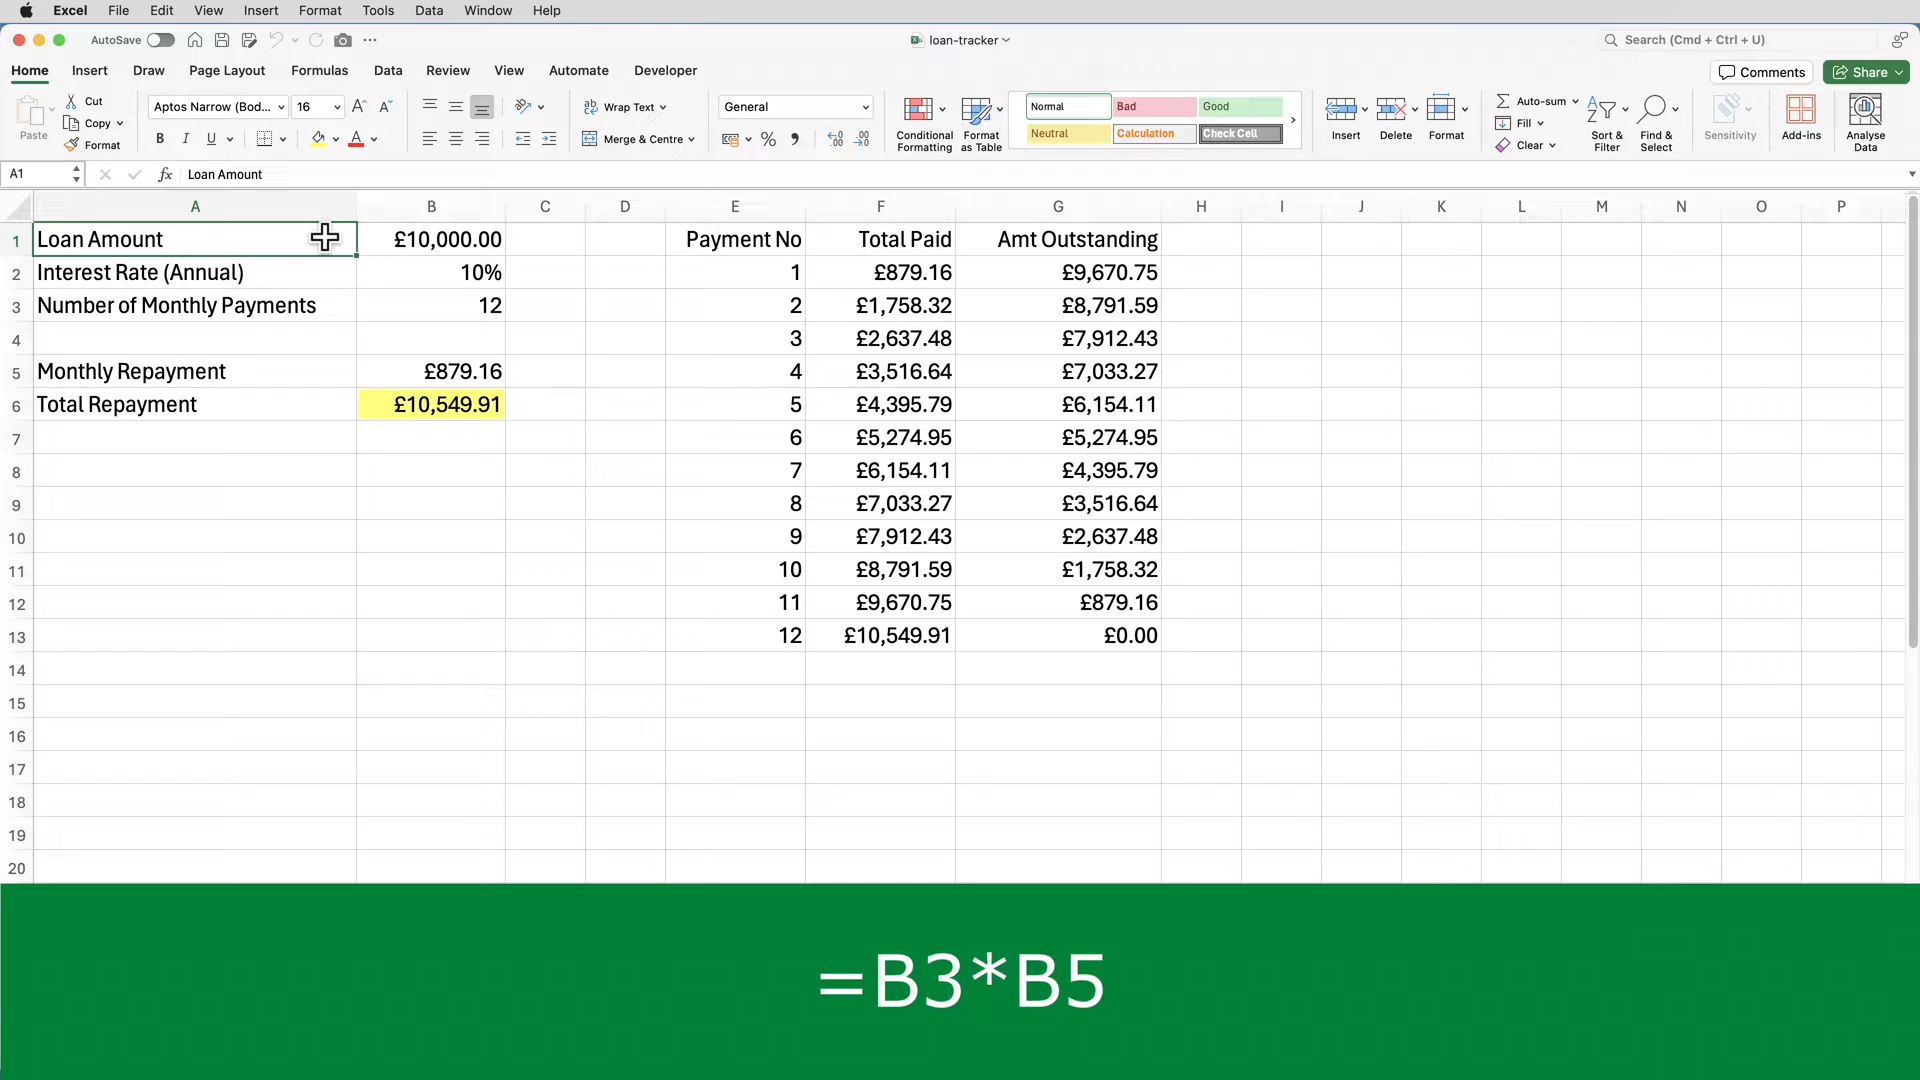 Excel File Edit View Insert Format Tools Data Window Help
AutoSave loan-tracker Search (Cmd + Ctrl + U)
Home Insert Draw Page Layout Formulas Data Review View Automate Developer Comments Share
Paste Cut Copy Format
Aptos Narrow (Bod... 16 A A
B I U A
Wrap Text
Merge & Centre
General
Conditional Formatting
Format as Table
Normal Bad Good
Neutral Calculation Check Cell
Insert Delete Format
Auto-sum
Fill
Clear
Sort & Filter
Find & Select
Sensitivity
Add-ins
Analyse Data
A1 fx Loan Amount
A B C D E F G H I J K L M N O P
1 Loan Amount £10,000.00 Payment No Total Paid Amt Outstanding
2 Interest Rate (Annual) 10% 1 £879.16 £9,670.75
3 Number of Monthly Payments 12 2 £1,758.32 £8,791.59
4 3 £2,637.48 £7,912.43
5 Monthly Repayment £879.16 4 £3,516.64 £7,033.27
6 Total Repayment £10,549.91 5 £4,395.79 £6,154.11
7 6 £5,274.95 £5,274.95
8 7 £6,154.11 £4,395.79
9 8 £7,033.27 £3,516.64
10 9 £7,912.43 £2,637.48
11 10 £8,791.59 £1,758.32
12 11 £9,670.75 £879.16
13 12 £10,549.91 £0.00
14
15
16
17
18
19
20
=B3*B5